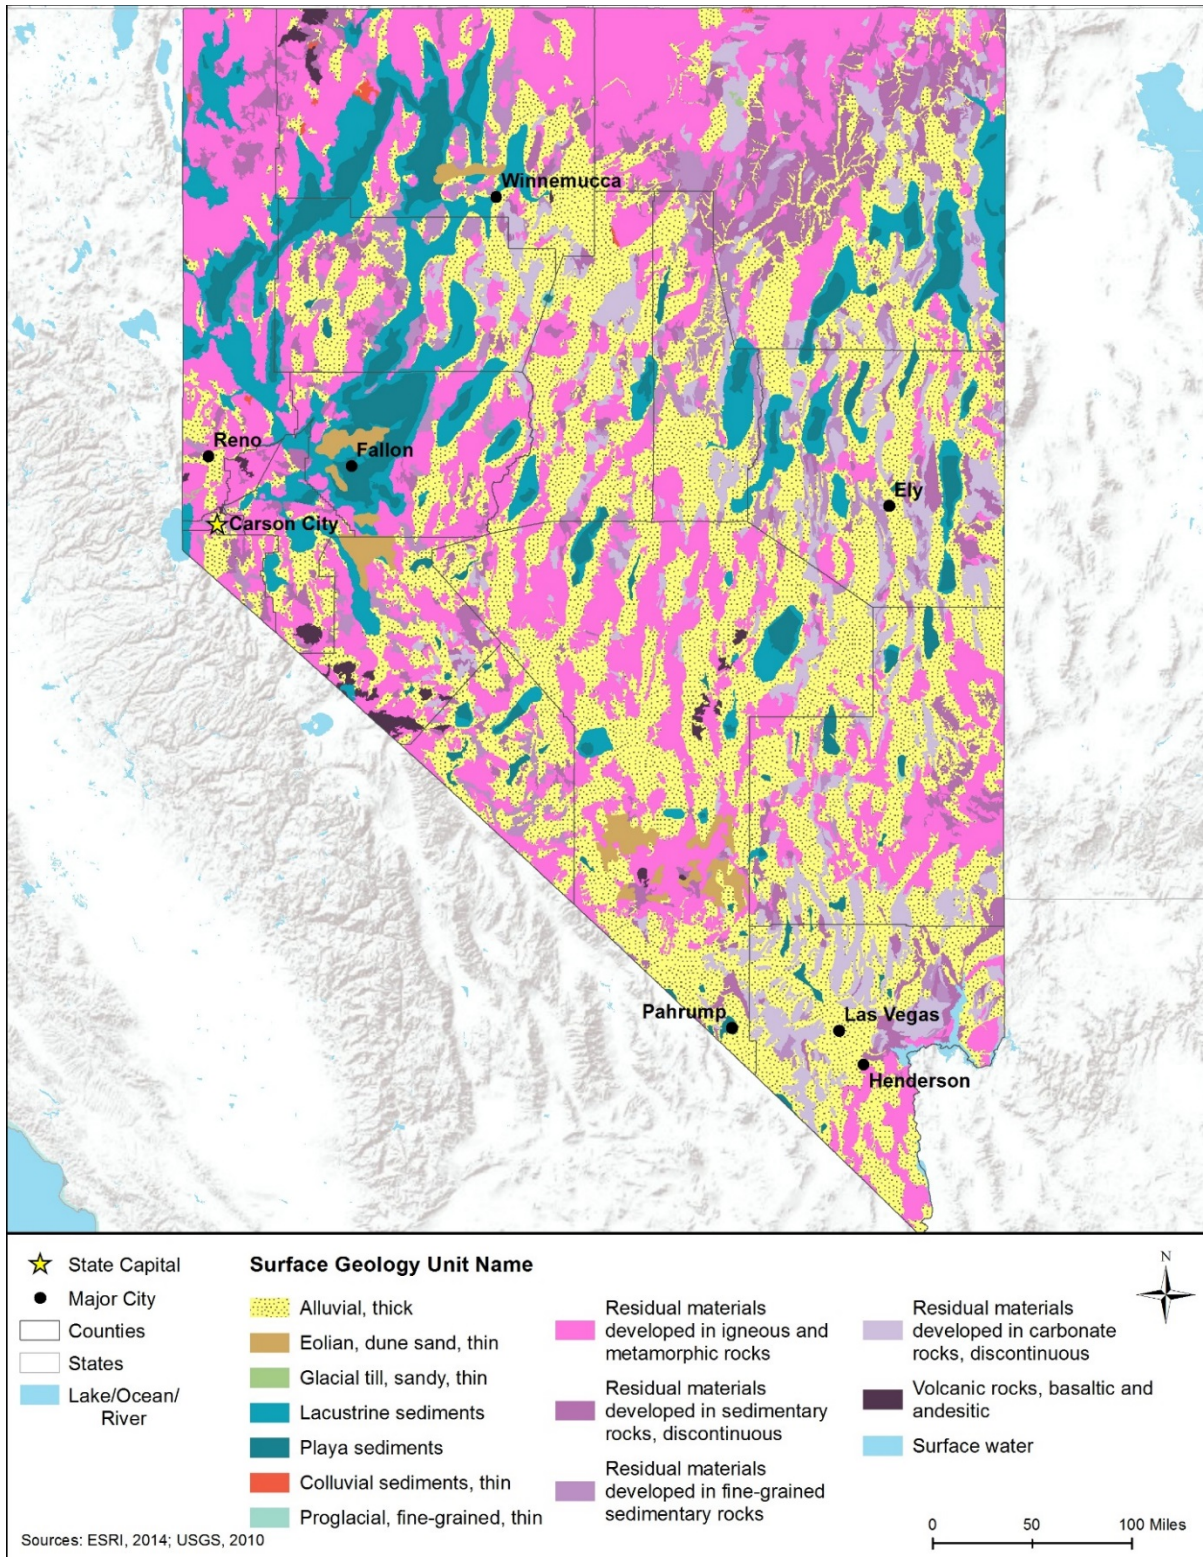 Winnemucca
Reno
Fallon
Ely
Carson City
Pahrump
Las Vegas
Henderson
State Capital
Major City
Counties
States
Lake/Ocean/
River
Surface Geology Unit Name
Alluvial, thick
Eolian, dune sand, thin
Glacial till, sandy, thin
Lacustrine sediments
Playa sediments
Colluvial sediments, thin
Proglacial, fine-grained, thin
Residual materials
developed in igneous and
metamorphic rocks
Residual materials
developed in sedimentary
rocks, discontinuous
Residual materials
developed in fine-grained
sedimentary rocks
Residual materials
developed in carbonate
rocks, discontinuous
Volcanic rocks, basaltic and
andesitic
Surface water
N
0 50 100 Miles
Sources: ESRI, 2014; USGS, 2010